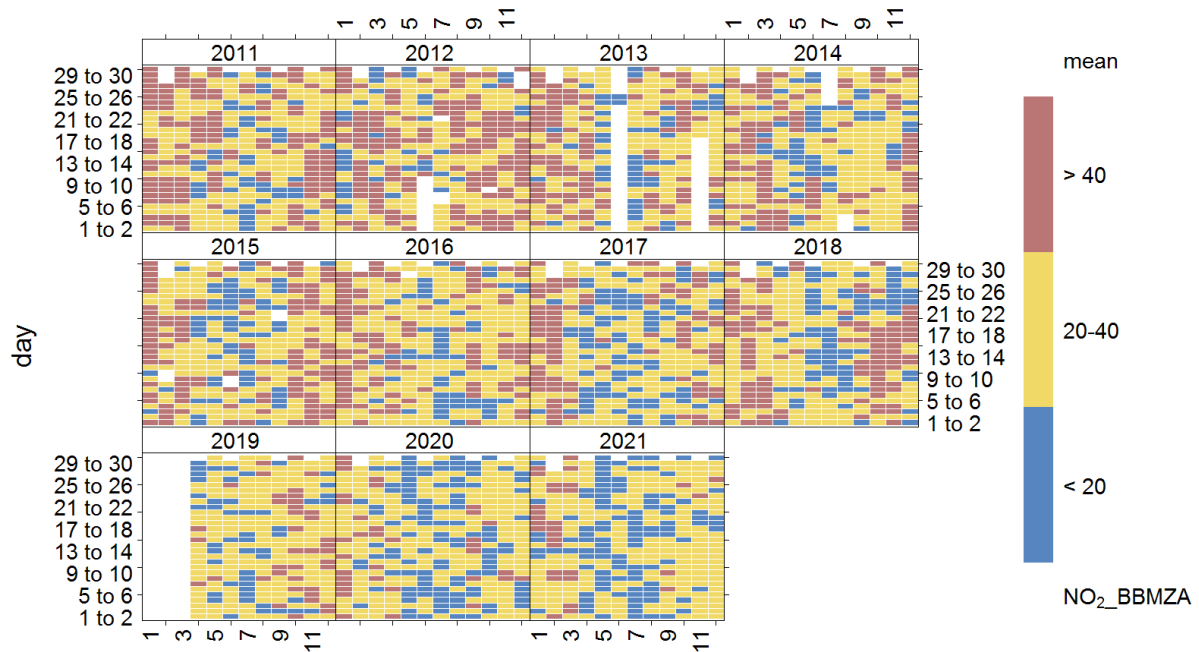 1 3 5 7 9 11 1 3 5 7 9 11
2011 2012 2013 2014
29 to 30
25 to 26
21 to 22
17 to 18
13 to 14
9 to 10
5 to 6
1 to 2
2015 2016 2017 2018
29 to 30
25 to 26
21 to 22
17 to 18
13 to 14
9 to 10
5 to 6
1 to 2
2019 2020 2021
29 to 30
25 to 26
21 to 22
17 to 18
13 to 14
9 to 10
5 to 6
1 to 2
1 3 5 7 9 11 1 3 5 7 9 11
day
mean
> 40
20-40
< 20
NO₂_BBMZA